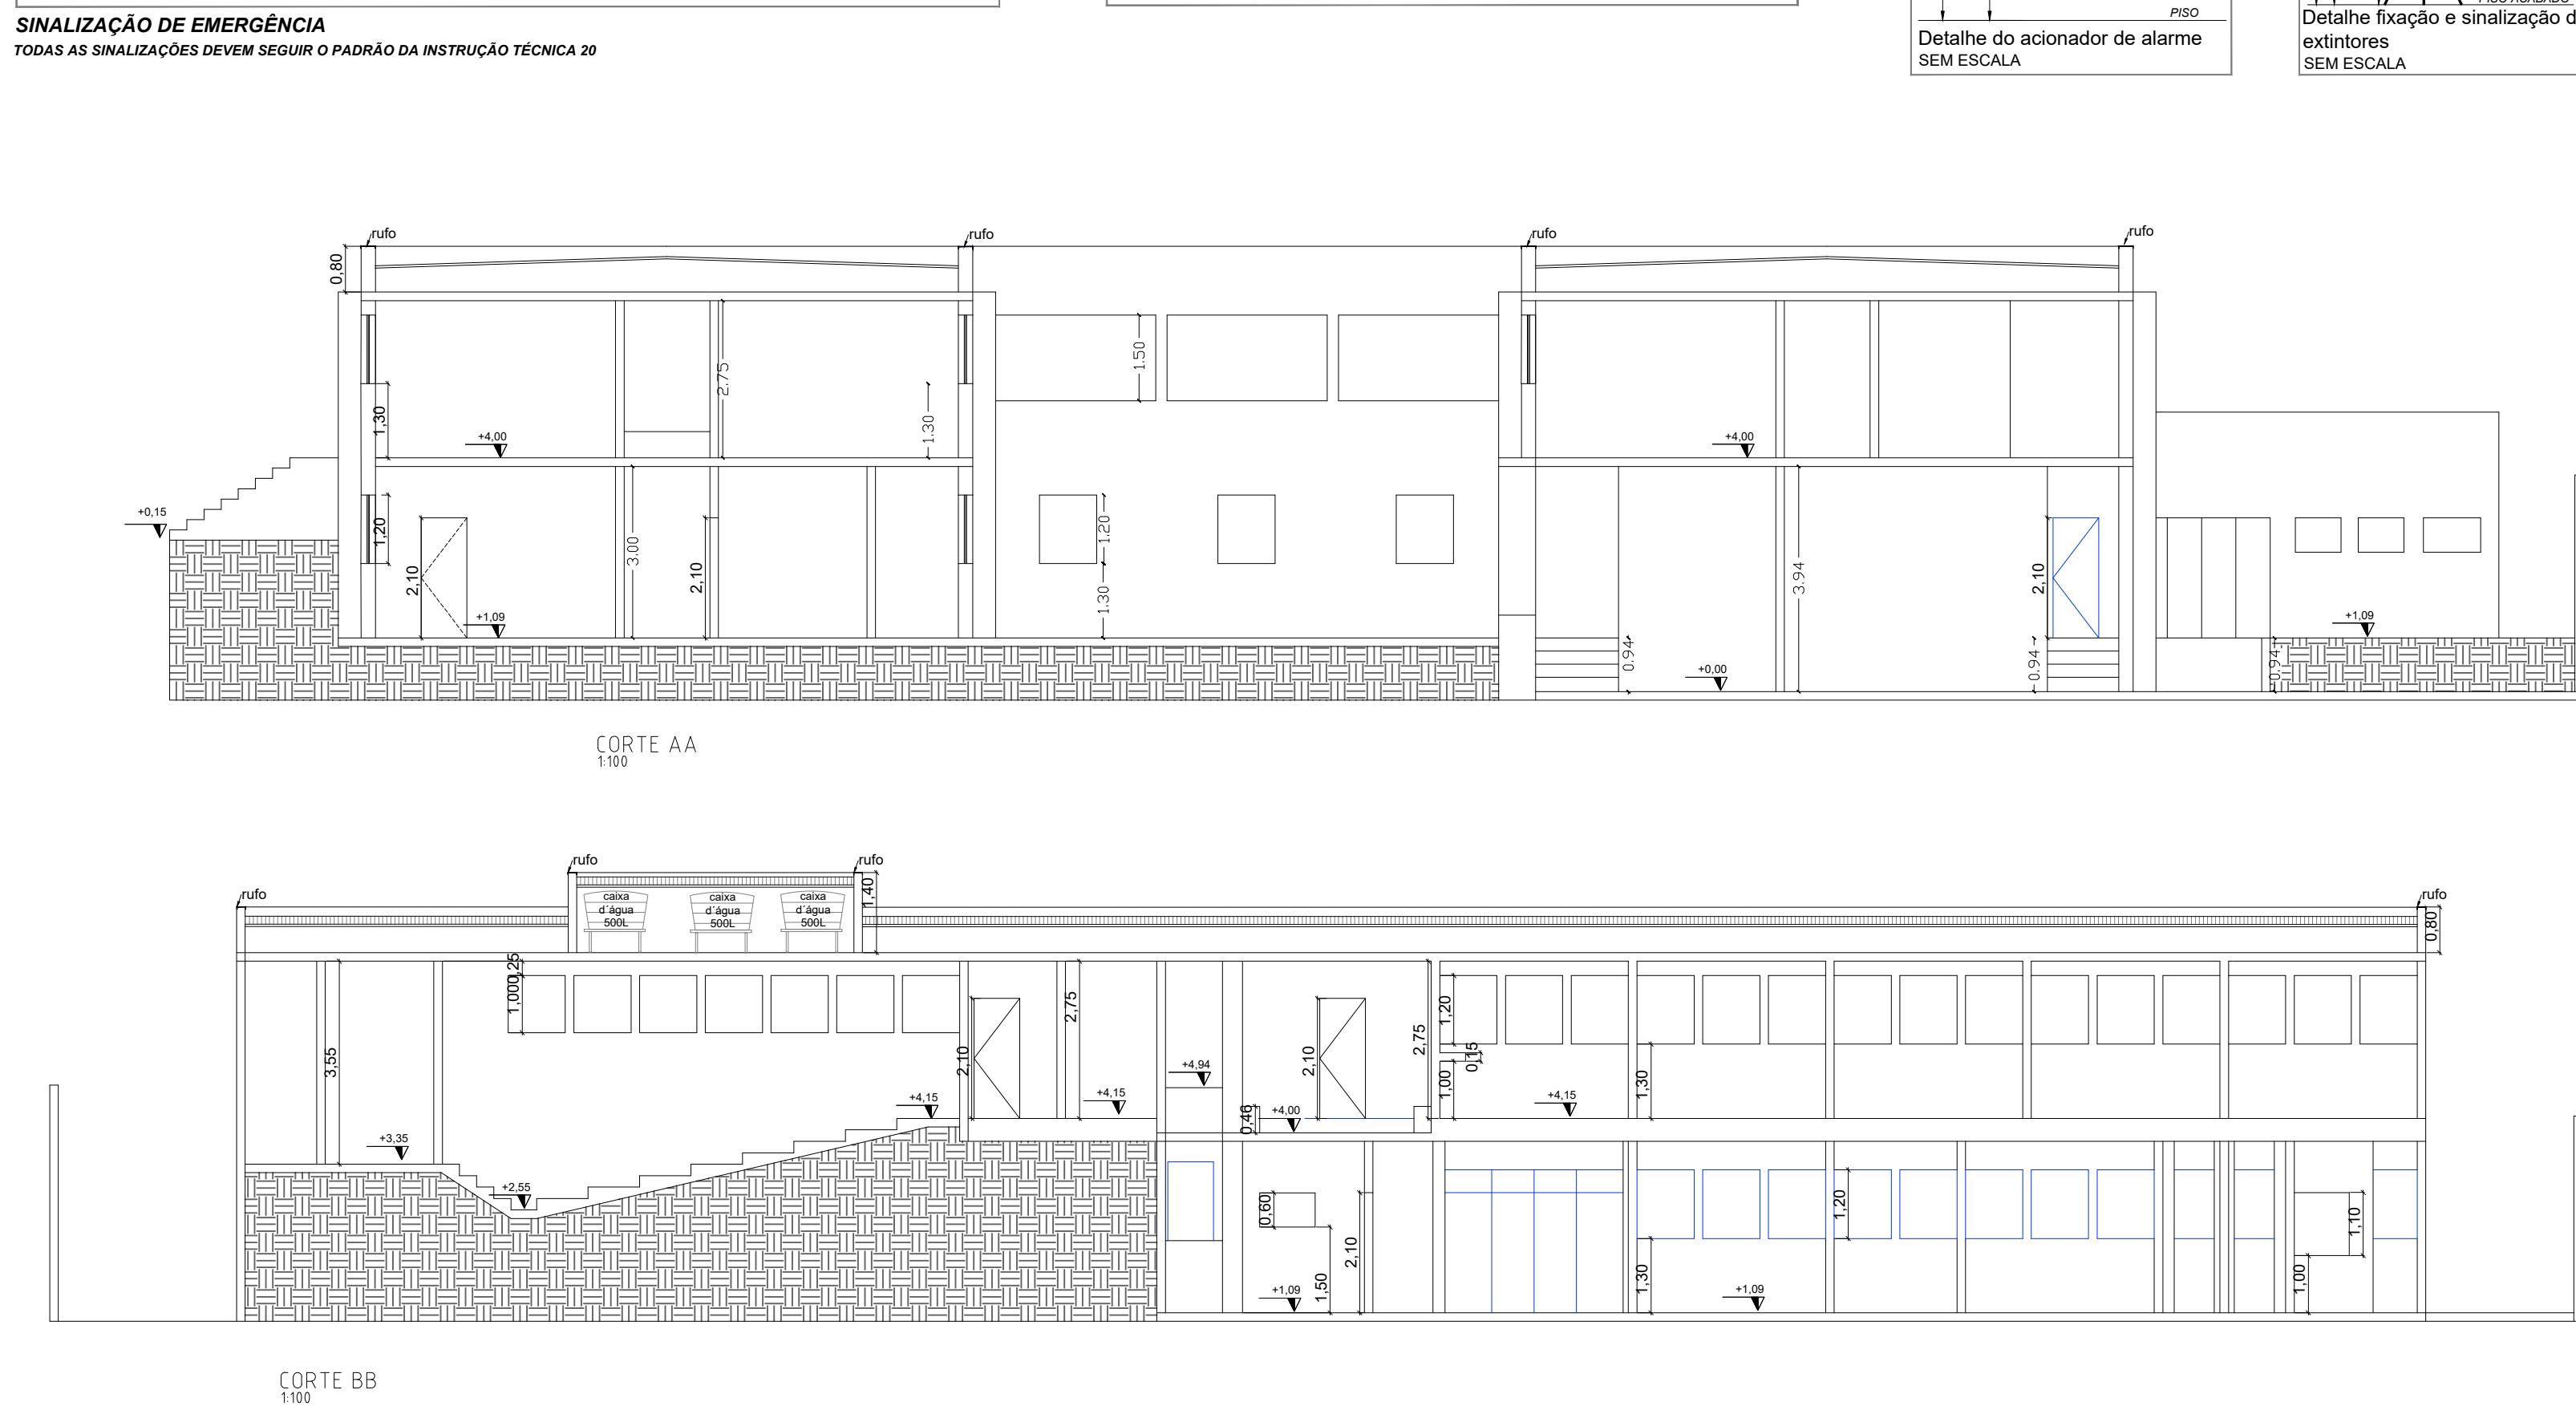 SINALIZAÇÃO DE EMERGÊNCIA
TODAS AS SINALIZAÇÕES DEVEM SEGUIR O PADRÃO DA INSTRUÇÃO TÉCNICA 20
PISO
Detalhe do acionador de alarme
SEM ESCALA
PISO ACABADO
Detalhe fixação e sinalização d
extintores
SEM ESCALA
rufo
rufo
rufo
rufo
0,80
1,30
2.75
1.30
1.50
+4,00
+4,00
+0,15
1,20
2,10
3.00
2,10
1.20
1.30
3.94
2,10
+1,09
+1,09
0.94
+0,00
0.94
0.94
CORTE AA
1:100
rufo
rufo
rufo
rufo
caixa
d´água
500L
caixa
d´água
500L
caixa
d´água
500L
1,40
0,80
0,25
1,00
3,55
2,10
2,75
2,10
2,75
1,20
0,15
1,00
1,30
+4,94
+4,15
+4,15
+4,15
0,46
+4,00
+3,35
+2,55
0,60
2,10
1,50
1,20
1,30
1,10
1,00
+1,09
+1,09
CORTE BB
1:100